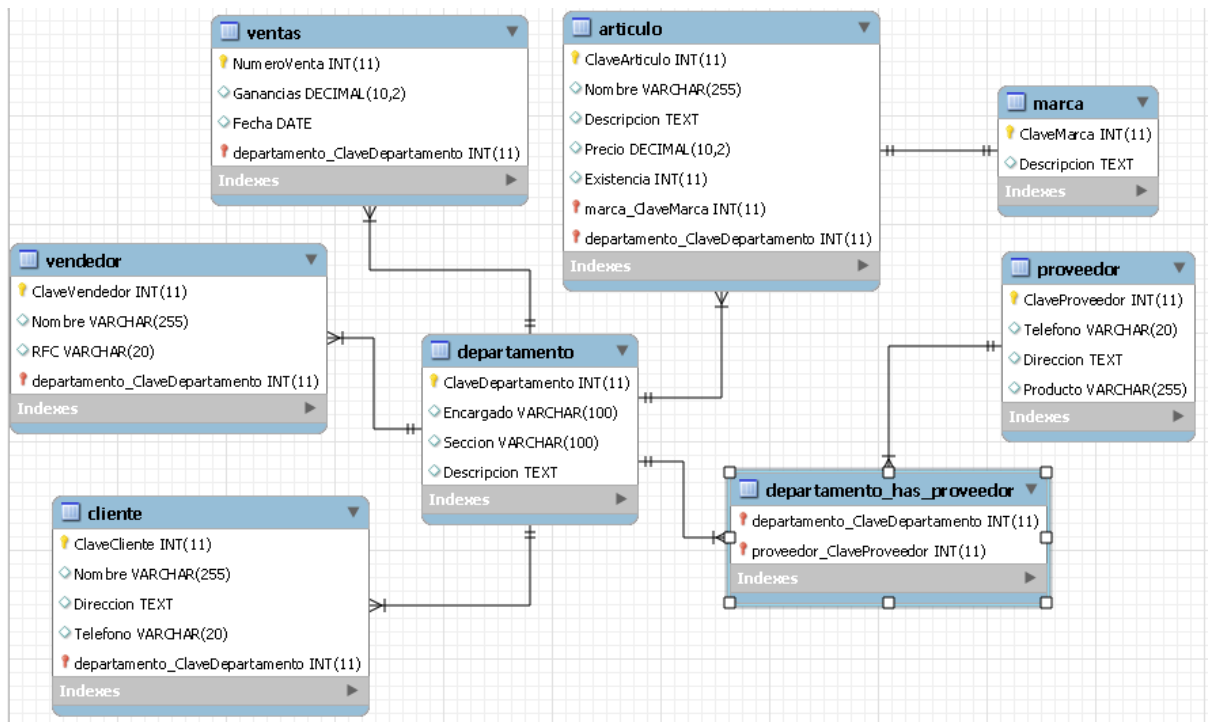 ventas
NumeroVenta INT(11)
Ganancias DECIMAL(10,2)
Fecha DATE
departamento_ClaveDepartamento INT(11)
Indexes
articulo
ClaveArticulo INT(11)
Nombre VARCHAR(255)
Descripcion TEXT
Precio DECIMAL(10,2)
Existencia INT(11)
marca_ClaveMarca INT(11)
departamento_ClaveDepartamento INT(11)
Indexes
marca
ClaveMarca INT(11)
Descripcion TEXT
Indexes
vendedor
ClaveVendedor INT(11)
Nombre VARCHAR(255)
RFC VARCHAR(20)
departamento_ClaveDepartamento INT(11)
Indexes
departamento
ClaveDepartamento INT(11)
Encargado VARCHAR(100)
Seccion VARCHAR(100)
Descripcion TEXT
Indexes
proveedor
ClaveProveedor INT(11)
Telefono VARCHAR(20)
Direccion TEXT
Producto VARCHAR(255)
Indexes
cliente
ClaveCliente INT(11)
Nombre VARCHAR(255)
Direccion TEXT
Telefono VARCHAR(20)
departamento_ClaveDepartamento INT(11)
Indexes
departamento_has_proveedor
departamento_ClaveDepartamento INT(11)
proveedor_ClaveProveedor INT(11)
Indexes